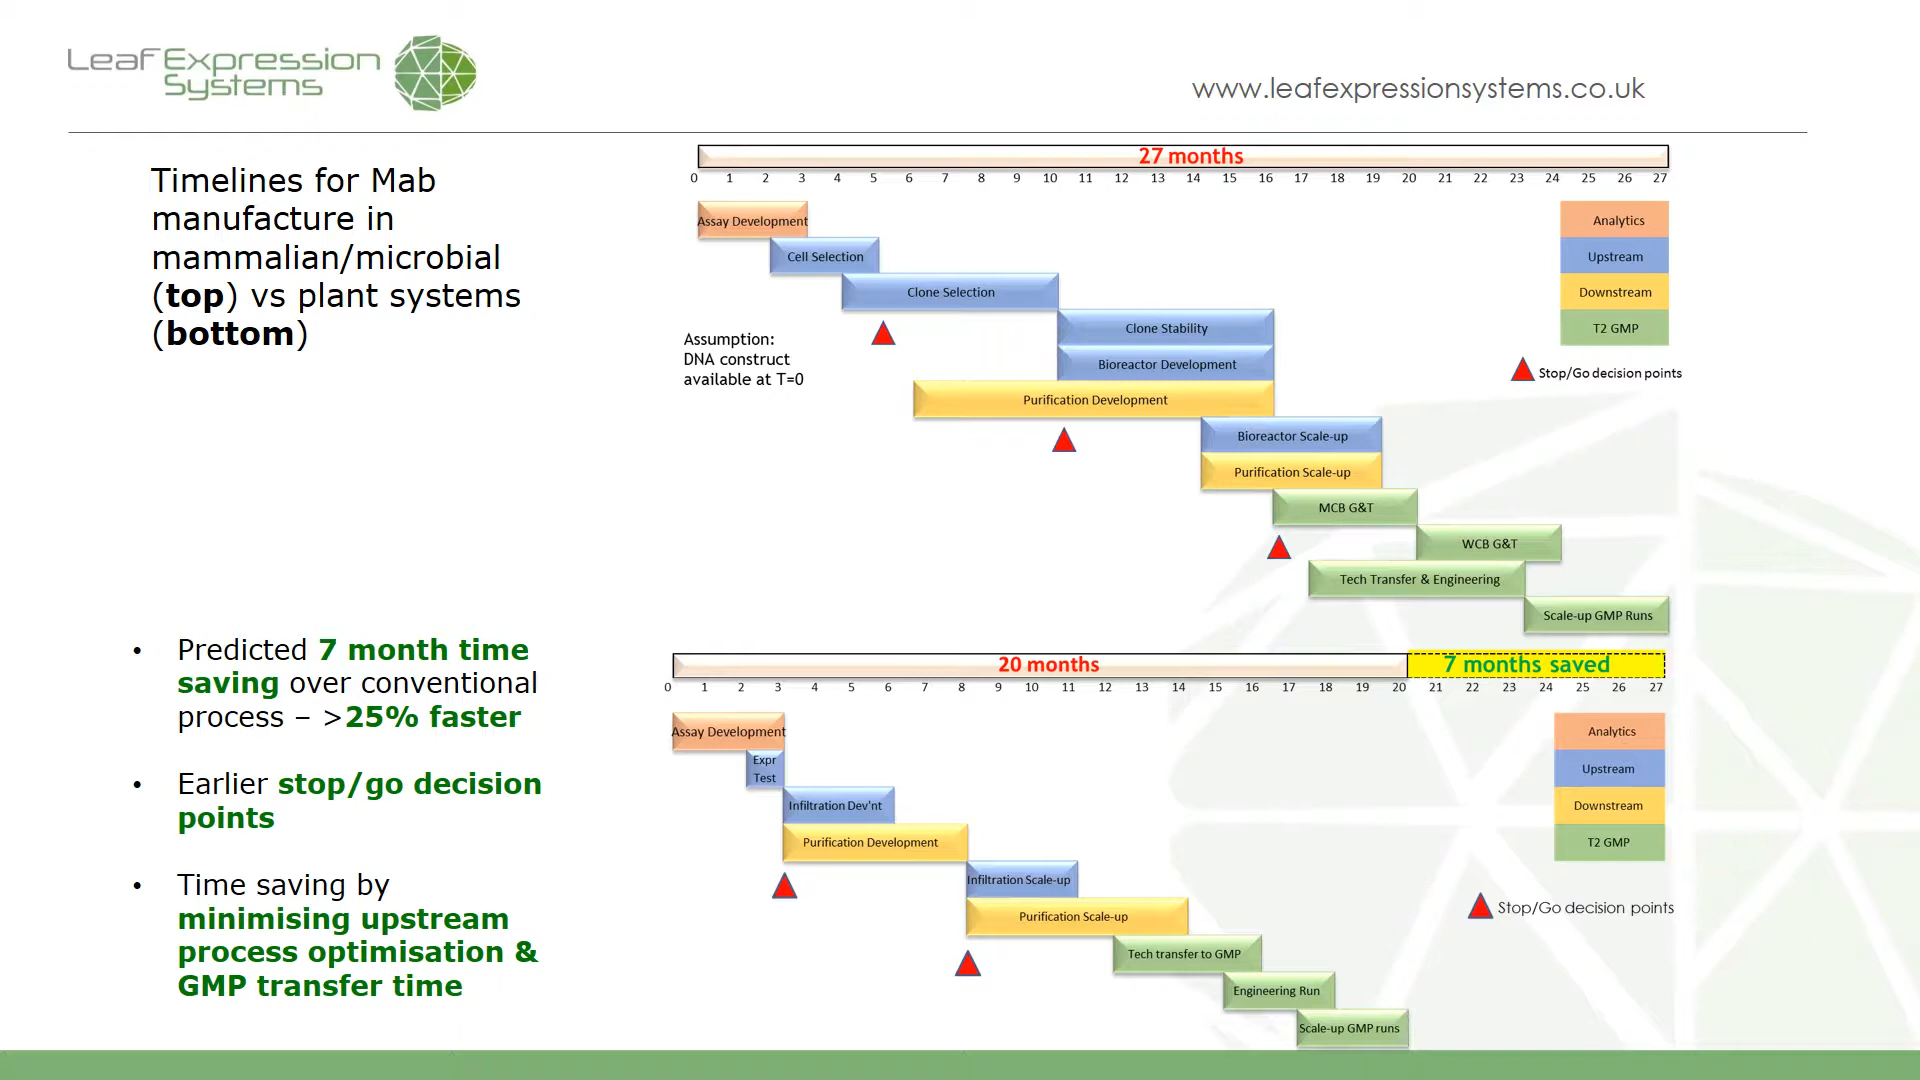 Leaf Expression
Systems
www.leafexpressionsystems.co.uk
Timelines for Mab
manufacture in
mammalian/microbial
(top) vs plant systems
(bottom)
27 months
0 1 2 3 4 5 6 7 8 9 10 11 12 13 14 15 16 17 18 19 20 21 22 23 24 25 26 27
Assay Development
Cell Selection
Clone Selection
Clone Stability
Assumption:
DNA construct
available at T=0
Bioreactor Development
Purification Development
Bioreactor Scale-up
Purification Scale-up
MCB G&T
WCB G&T
Tech Transfer & Engineering
Scale-up GMP Runs
Analytics
Upstream
Downstream
T2 GMP
Stop/Go decision points
• Predicted 7 month time
saving over conventional
process – >25% faster
• Earlier stop/go decision
points
• Time saving by
minimising upstream
process optimisation &
GMP transfer time
20 months
7 months saved
0 1 2 3 4 5 6 7 8 9 10 11 12 13 14 15 16 17 18 19 20 21 22 23 24 25 26 27
Assay Development
Expr
Test
Infiltration Dev'nt
Purification Development
Infiltration Scale-up
Purification Scale-up
Tech transfer to GMP
Engineering Run
Scale-up GMP runs
Analytics
Upstream
Downstream
T2 GMP
Stop/Go decision points